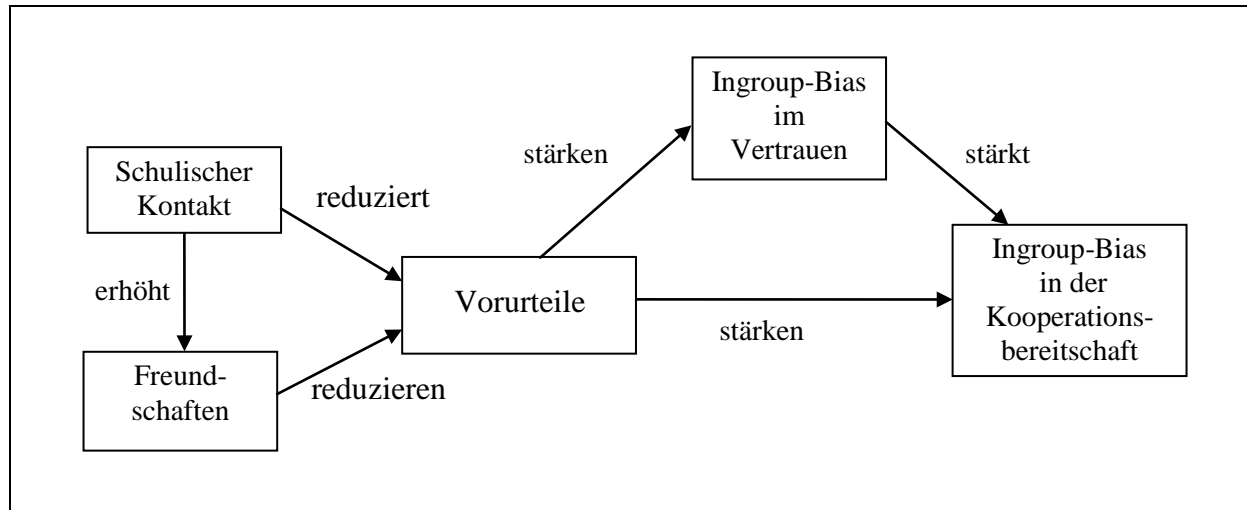 Ingroup-Bias
im
Vertrauen
stärken
stärkt
Schulischer
Kontakt
reduziert
erhöht
Vorurteile
stärken
Ingroup-Bias
in der
Kooperations-
bereitschaft
Freund-
schaften
reduzieren